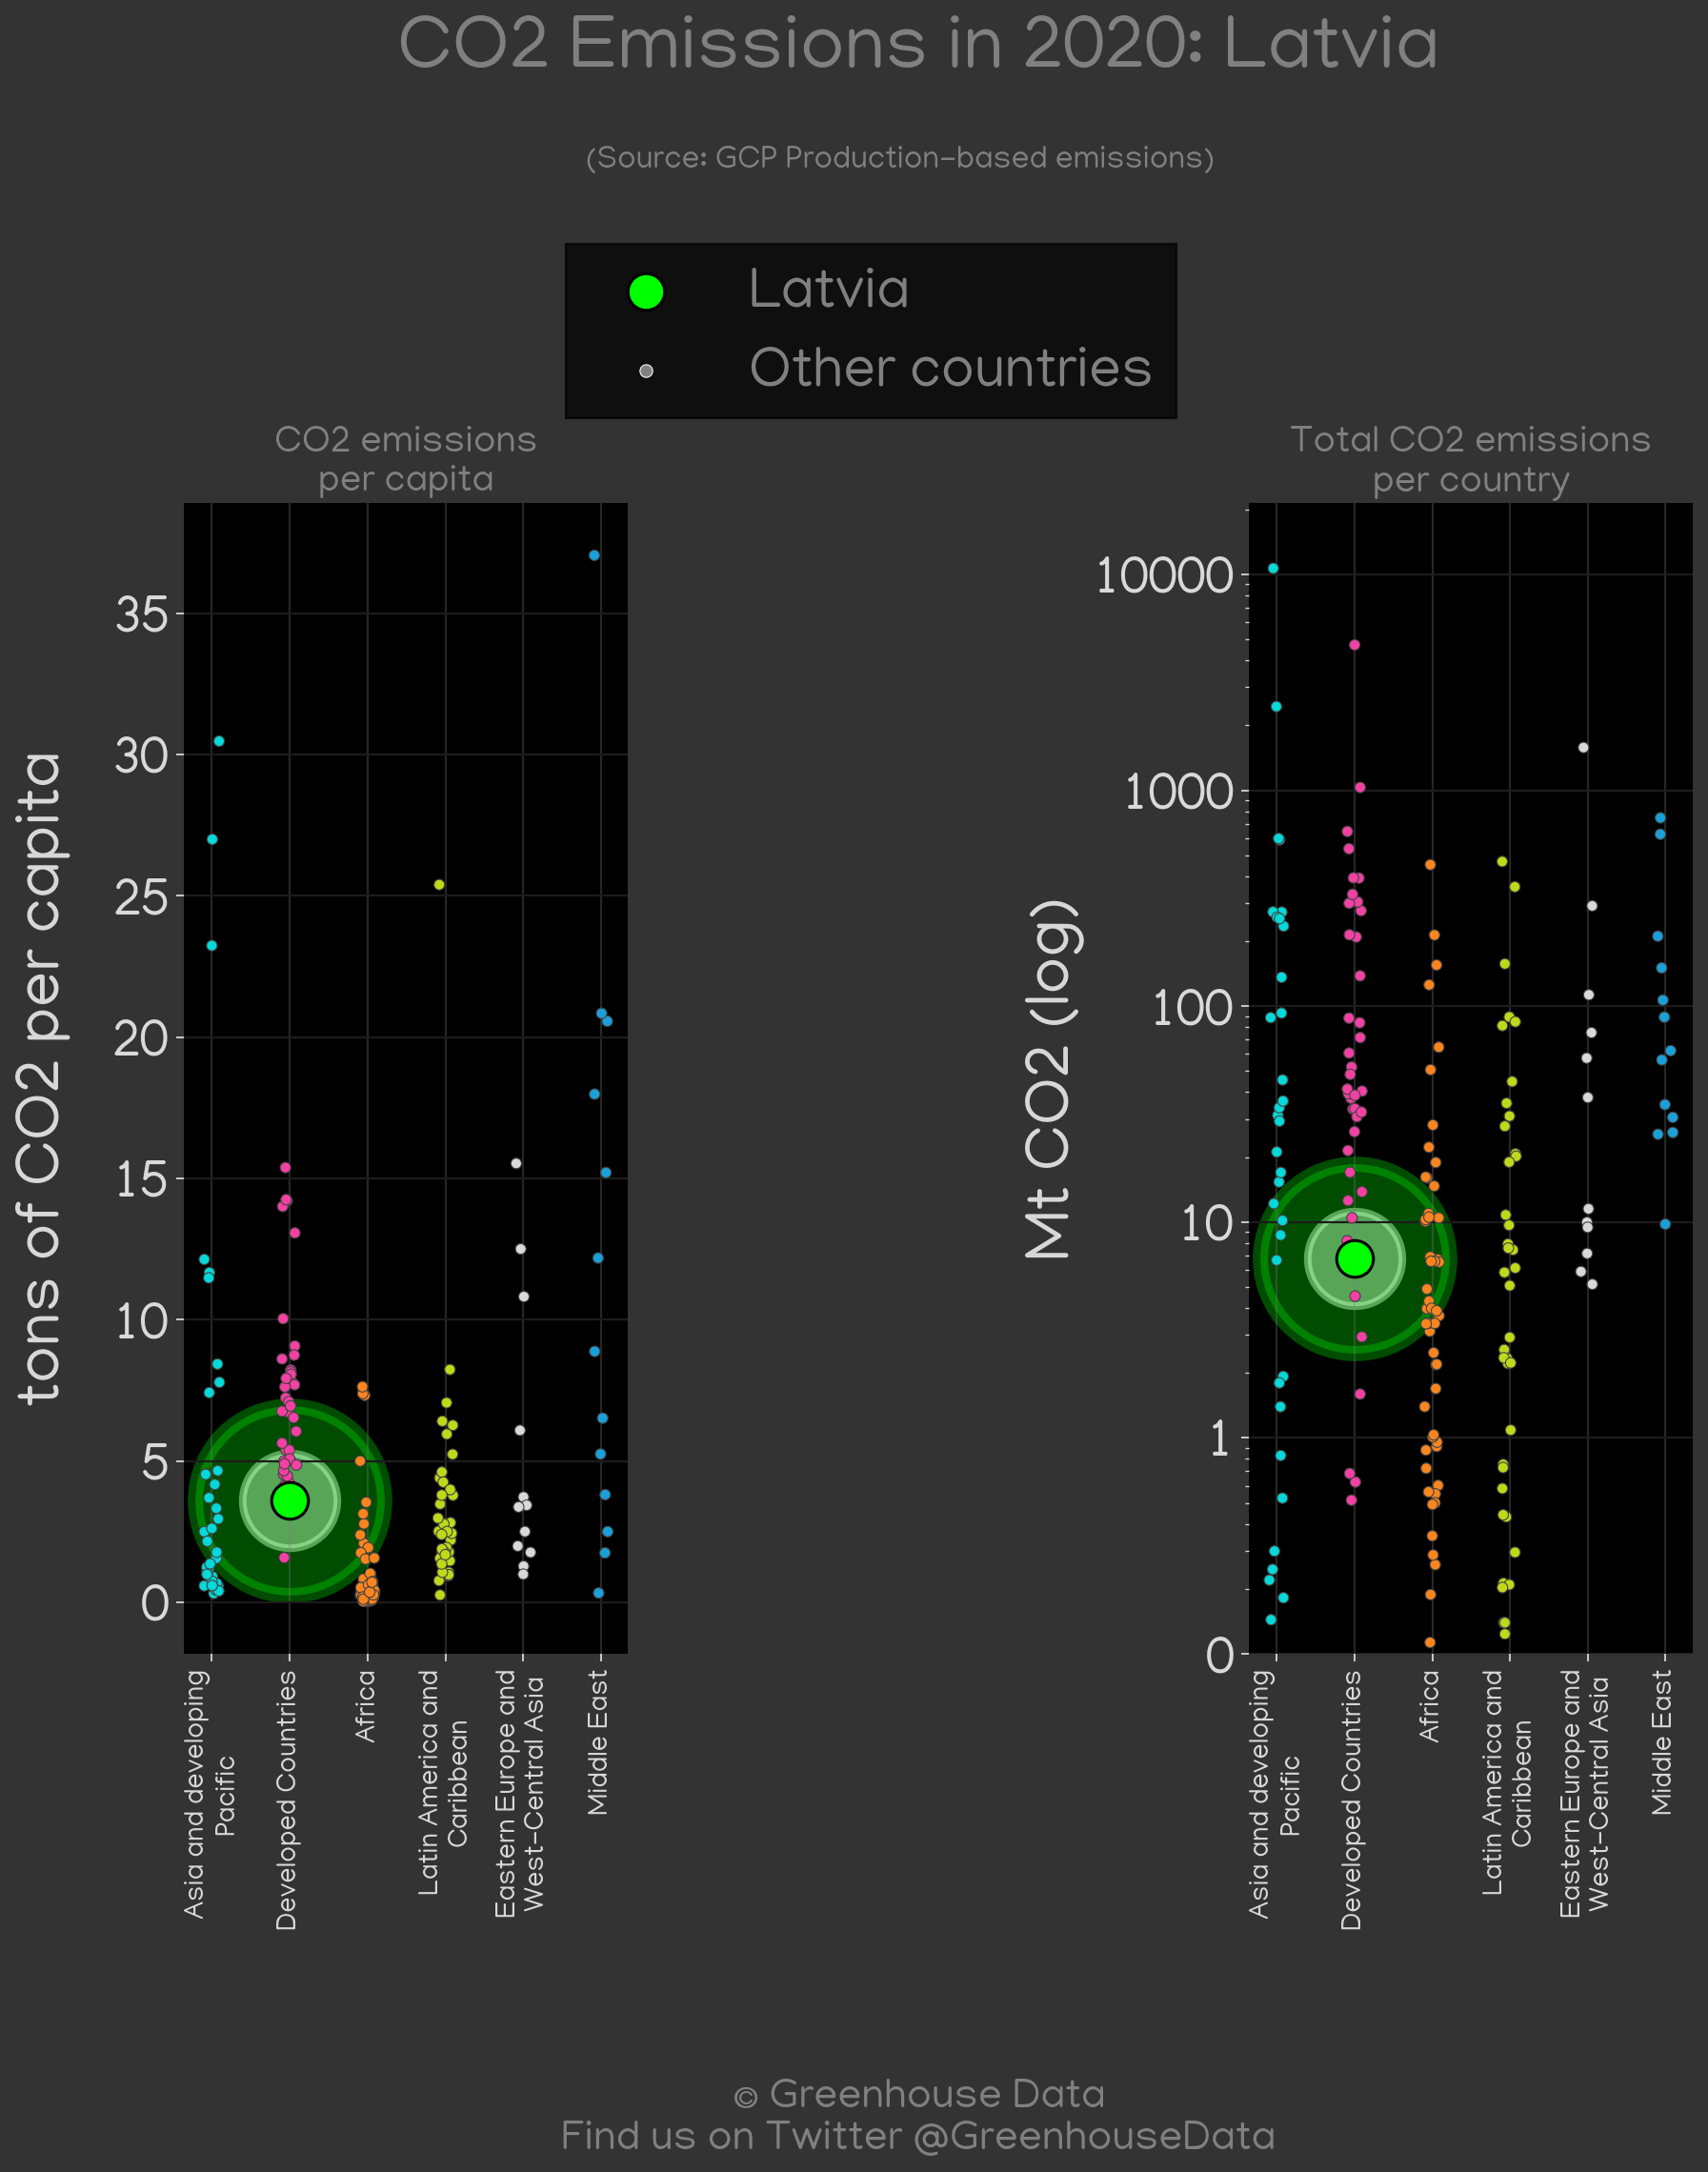 CO2 Emissions in 2020: Latvia
(Source: GCP Production-based emissions)
Latvia
Other countries
CO2 emissions
per capita
tons of CO2 per capita
35
30
25
20
15
10
5
0
Asia and developing
Pacific
Developed Countries
Africa
Latin America and
Caribbean
Eastern Europe and
West-Central Asia
Middle East
Total CO2 emissions
per country
Mt CO2 (log)
10000
1000
100
10
1
0
Asia and developing
Pacific
Developed Countries
Africa
Latin America and
Caribbean
Eastern Europe and
West-Central Asia
Middle East
© Greenhouse Data
Find us on Twitter @GreenhouseData